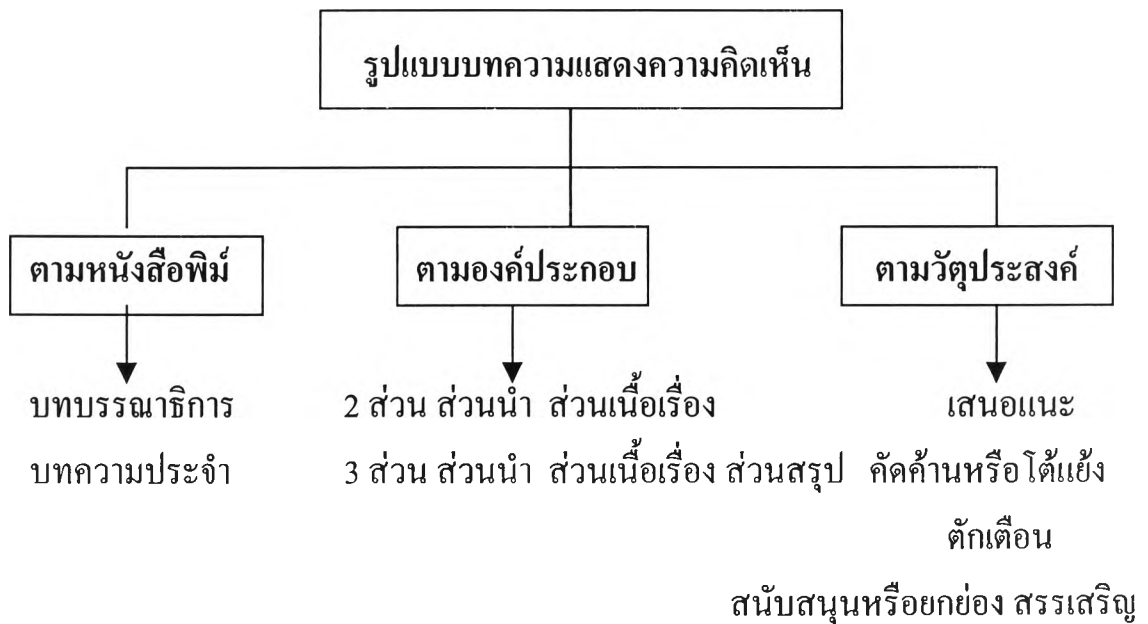 รูปแบบบทความแสดงความคิดเห็น
ตามหนังสือพิม์
ตามองค์ประกอบ
ตามวัตุประสงค์
บทบรรณาธิการ
บทความประจำ
2 ส่วน ส่วนนำ ส่วนเนื้อเรื่อง
3 ส่วน ส่วนนำ ส่วนเนื้อเรื่อง ส่วนสรุป
เสนอแนะ
คัดค้านหรือโต้แย้ง
ตักเตือน
สนับสนุนหรือยกย่อง สรรเสริญ